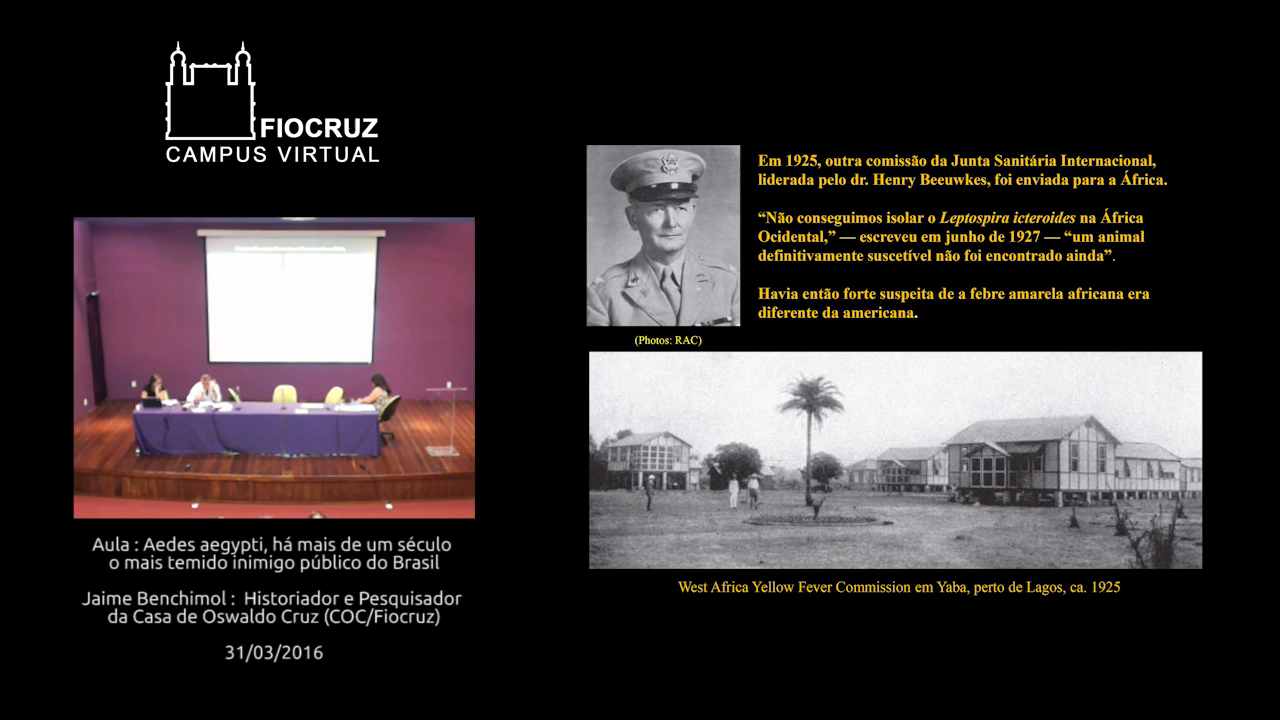 FIOCRUZ
CAMPUS VIRTUAL
Aula : Aedes aegypti, há mais de um século
o mais temido inimigo público do Brasil
Jaime Benchimol : Historiador e Pesquisador
da Casa de Oswaldo Cruz (COC/Fiocruz)
31/03/2016
Em 1925, outra comissão da Junta Sanitária Internacional,
liderada pelo dr. Henry Beeuwkes, foi enviada para a África.
“Não conseguimos isolar o Leptospira icteroides na África
Ocidental,” — escreveu em junho de 1927 — “um animal
definitivamente suscetível não foi encontrado ainda”.
Havia então forte suspeita de a febre amarela africana era
diferente da americana.
(Photos: RAC)
West Africa Yellow Fever Commission em Yaba, perto de Lagos, ca. 1925